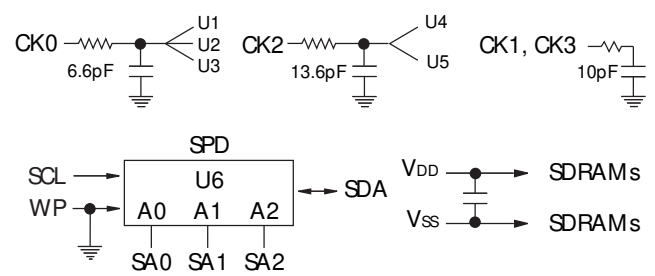 CK0
6.6pF
U1
U2
U3
CK2
13.6pF
U4
U5
CK1, CK3
10pF
SPD
SCL
U6
SDA
WP
A0 A1 A2
SA0 SA1 SA2
VDD
SDRAMs
VSS
SDRAMs